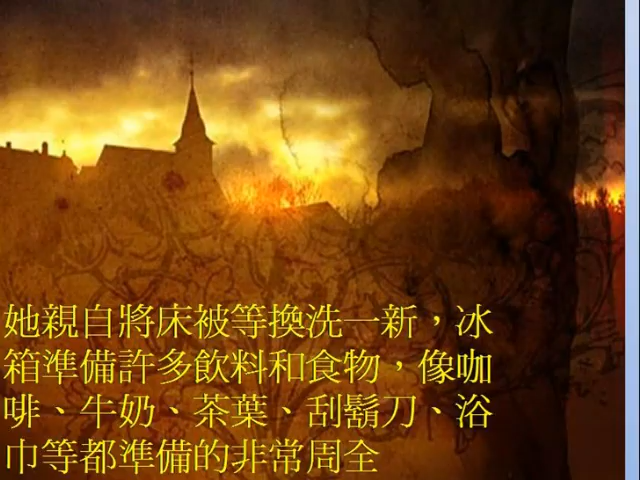 她親自將床被等換洗一新，冰
箱準備許多飲料和食物，像咖
啡、牛奶、茶葉、刮鬍刀、浴
巾等都準備的非常周全